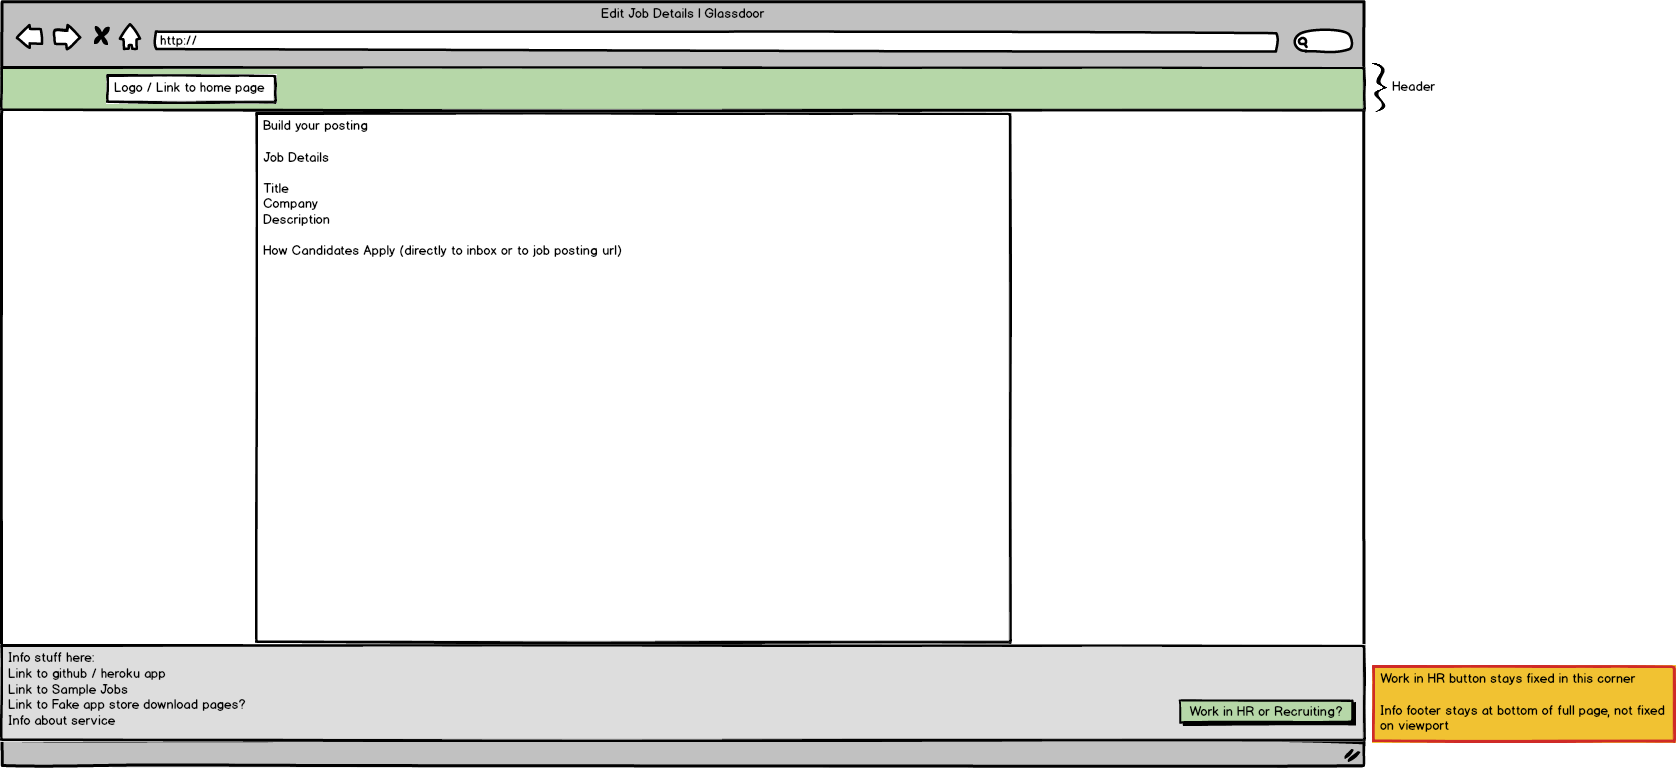 Edit Job Details | Glassdoor
http://
Logo / Link to home page
Header
Build your posting
Job Details
Title
Company
Description
How Candidates Apply (directly to inbox or to job posting url)
Info stuff here:
Link to github / heroku app
Link to Sample Jobs
Link to Fake app store download pages?
Info about service
Work in HR or Recruiting?
Work in HR button stays fixed in this corner
Info footer stays at bottom of full page, not fixed
on viewport